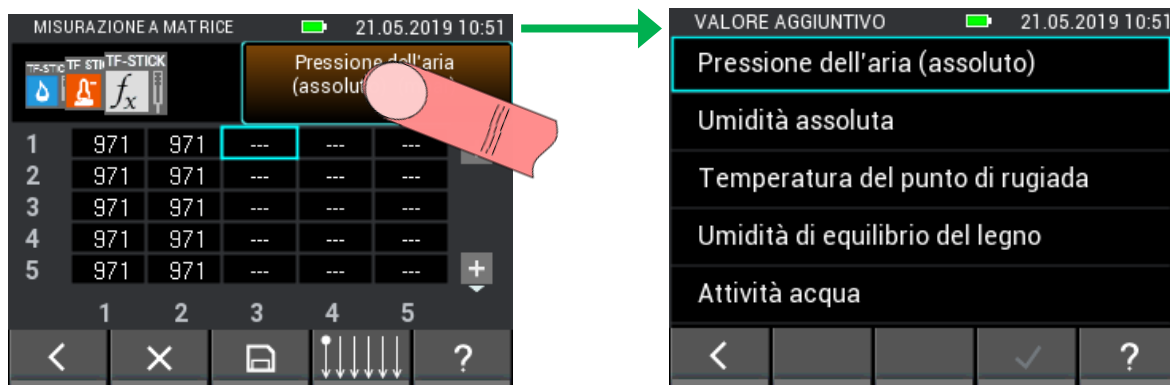 MISURAZIONE A MATRICE 21.05.2019 10:51
TF-STICK
fx
Pressione dell'aria
1 971 971 --- --- ---
2 971 971 --- --- ---
3 971 971 --- --- ---
4 971 971 --- --- ---
5 971 971 --- --- --- +
1 2 3 4 5
?
VALORE AGGIUNTIVO 21.05.2019 10:51
Pressione dell'aria (assoluto)
Umidità assoluta
Temperatura del punto di rugiada
Umidità di equilibrio del legno
Attività acqua
?